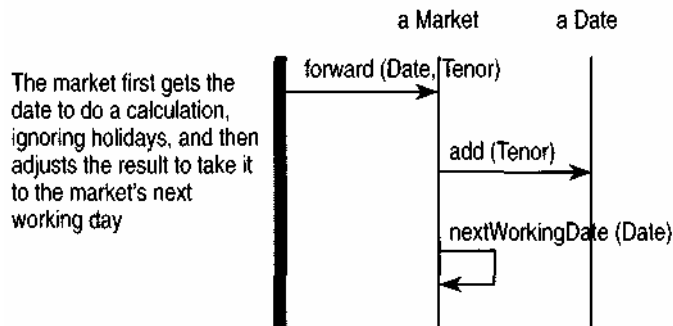 a Market
a Date
The market first gets the
date to do a calculation,
ignoring holidays, and then
adjusts the result to take it
to the market's next
working day
forward (Date, Tenor)
add (Tenor)
nextWorkingDate (Date)